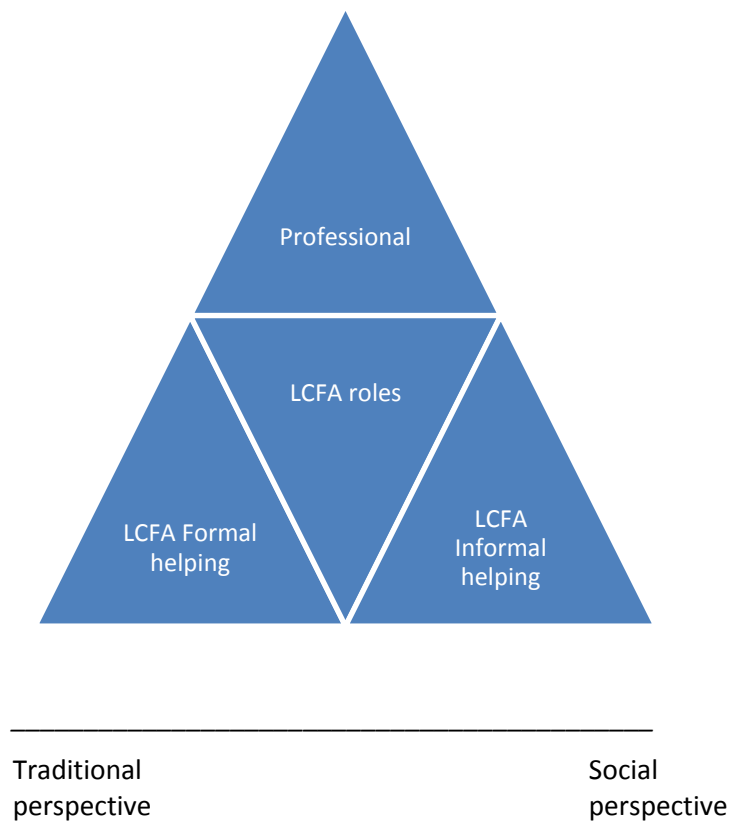 Professional
LCFA roles
LCFA Formal
helping
LCFA
Informal
helping
Traditional
perspective
Social
perspective